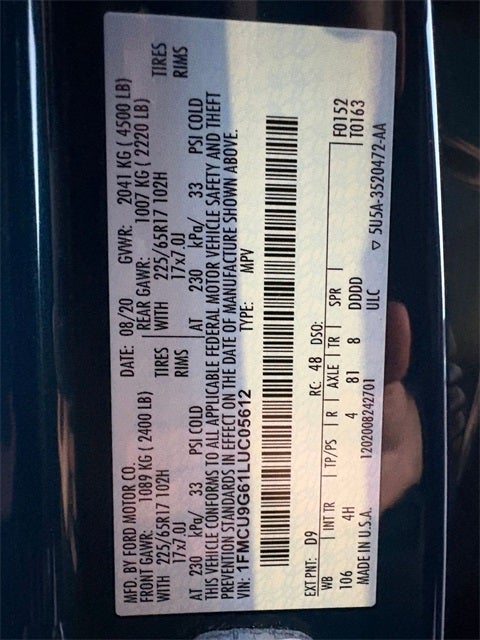 MFD. BY FORD MOTOR CO.
DATE: 08/20 GVWR: 2041 KG ( 4500 LB)
FRONT GAWR: 1089 KG ( 2400 LB) REAR GAWR: 1007 KG ( 2220 LB)
WITH 225/65R17 102H TIRES WITH 225/65R17 102H TIRES
17x7.0J RIMS 17x7.0J RIMS
AT 230 kPa/ 33 PSI COLD AT 230 kPa/ 33 PSI COLD
THIS VEHICLE CONFORMS TO ALL APPLICABLE FEDERAL MOTOR VEHICLE SAFETY AND THEFT
PREVENTION STANDARDS IN EFFECT ON THE DATE OF MANUFACTURE SHOWN ABOVE.
VIN: 1FMCU9G61LUC05612 TYPE: MPV
EXT PNT: D9 RC: 48 DSO: F0152
WB INT TR TP/PS R AXLE TR SPR T0163
106 4H 4 81 8 DDDD
MADE IN U.S.A. 1202008242701 ULC ▽ 5U5A-3520472-AA